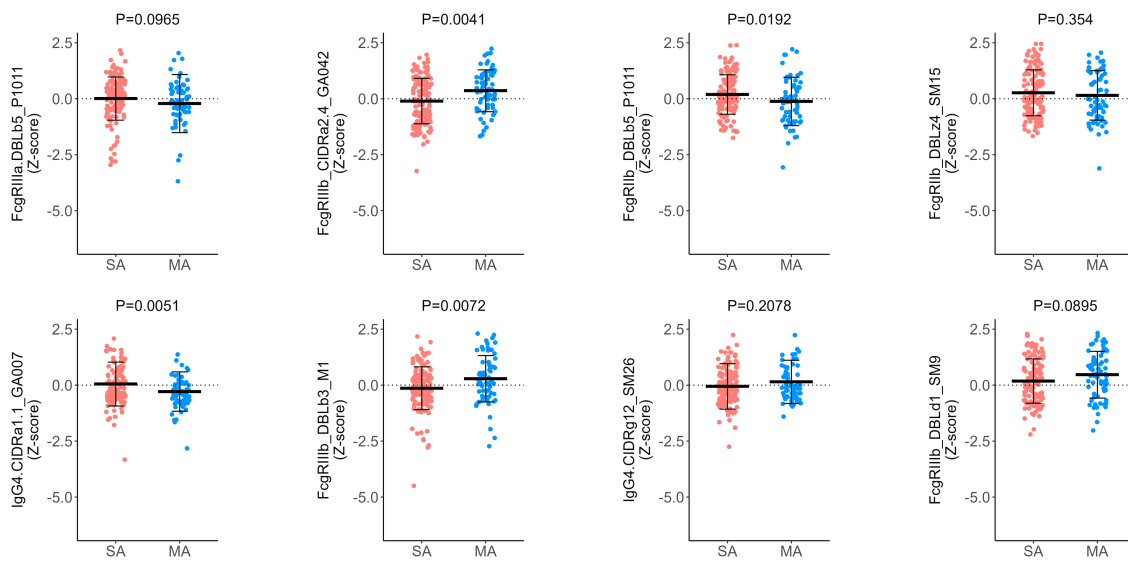 P=0.0965
FcgRIIIa.DBLb5_P1011
(Z-score)
2.5
0.0
-2.5
-5.0
SA MA
P=0.0041
FcgRIIIb_CIDRa2.4_GA042
(Z-score)
2.5
0.0
-2.5
-5.0
SA MA
P=0.0192
FcgRIIb_DBLb5_P1011
(Z-score)
2.5
0.0
-2.5
-5.0
SA MA
P=0.354
FcgRIIb_DBLz4_SM15
(Z-score)
2.5
0.0
-2.5
-5.0
SA MA
P=0.0051
IgG4.CIDRa1.1_GA007
(Z-score)
2.5
0.0
-2.5
-5.0
SA MA
P=0.0072
FcgRIIIb_DBLb3_M1
(Z-score)
2.5
0.0
-2.5
-5.0
SA MA
P=0.2078
IgG4.CIDRg12_SM26
(Z-score)
2.5
0.0
-2.5
-5.0
SA MA
P=0.0895
FcgRIIIb_DBLd1_SM9
(Z-score)
2.5
0.0
-2.5
-5.0
SA MA